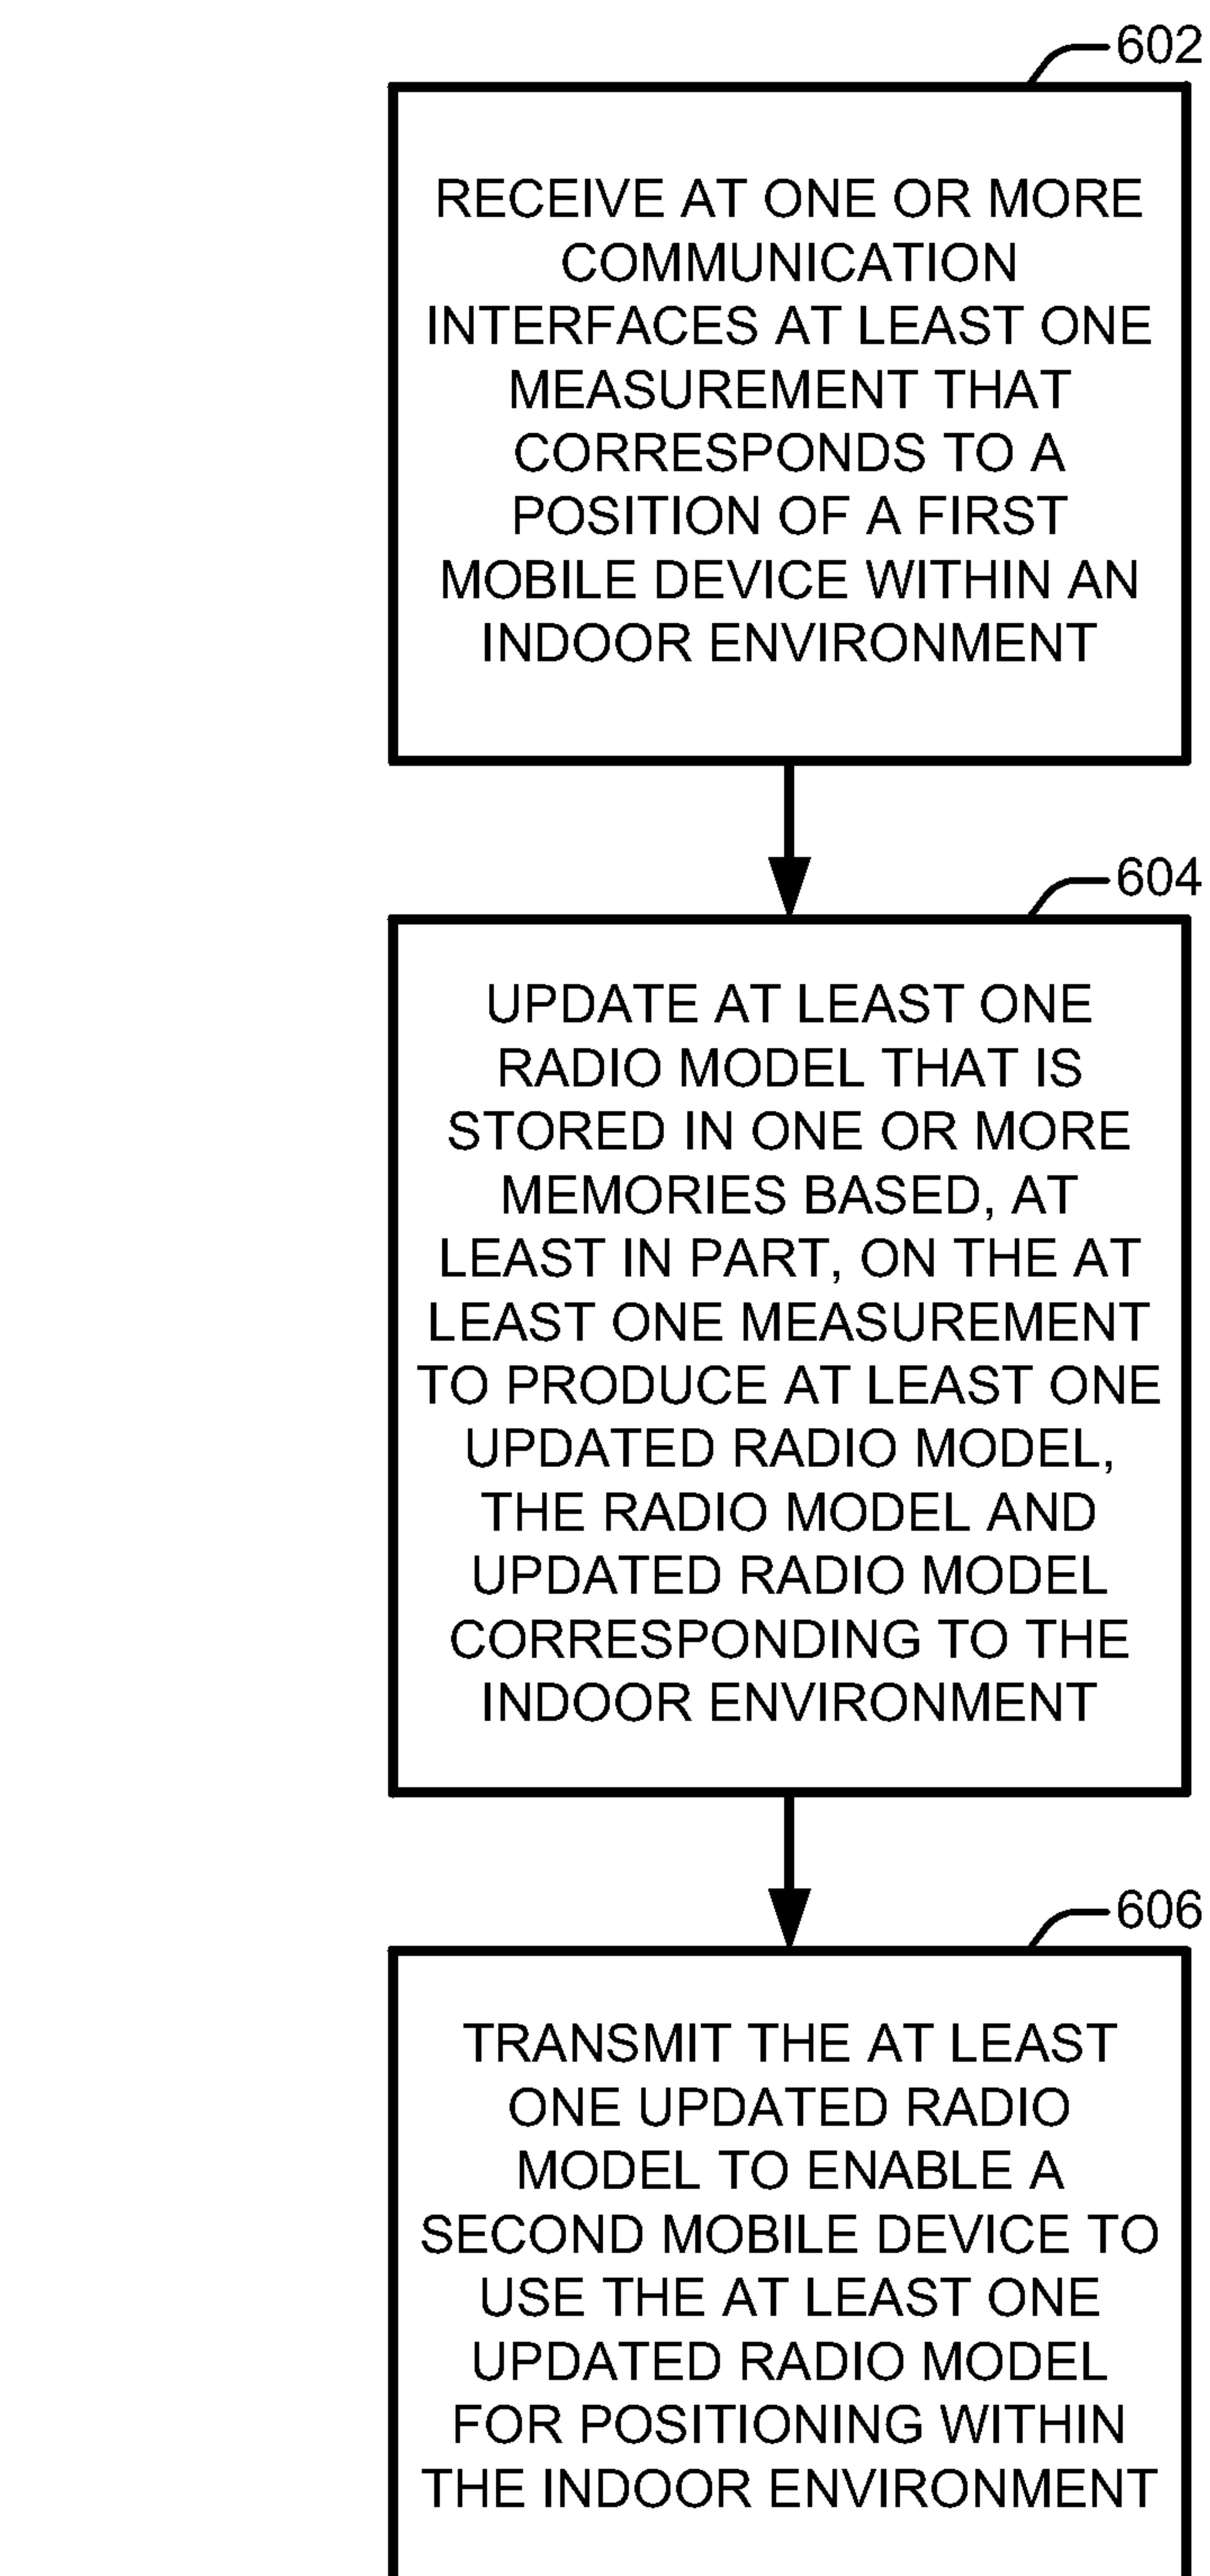 602
RECEIVE AT ONE OR MORE
COMMUNICATION
INTERFACES AT LEAST ONE
MEASUREMENT THAT
CORRESPONDS TO A
POSITION OF A FIRST
MOBILE DEVICE WITHIN AN
INDOOR ENVIRONMENT
604
UPDATE AT LEAST ONE
RADIO MODEL THAT IS
STORED IN ONE OR MORE
MEMORIES BASED, AT
LEAST IN PART, ON THE AT
LEAST ONE MEASUREMENT
TO PRODUCE AT LEAST ONE
UPDATED RADIO MODEL,
THE RADIO MODEL AND
UPDATED RADIO MODEL
CORRESPONDING TO THE
INDOOR ENVIRONMENT
606
TRANSMIT THE AT LEAST
ONE UPDATED RADIO
MODEL TO ENABLE A
SECOND MOBILE DEVICE TO
USE THE AT LEAST ONE
UPDATED RADIO MODEL
FOR POSITIONING WITHIN
THE INDOOR ENVIRONMENT